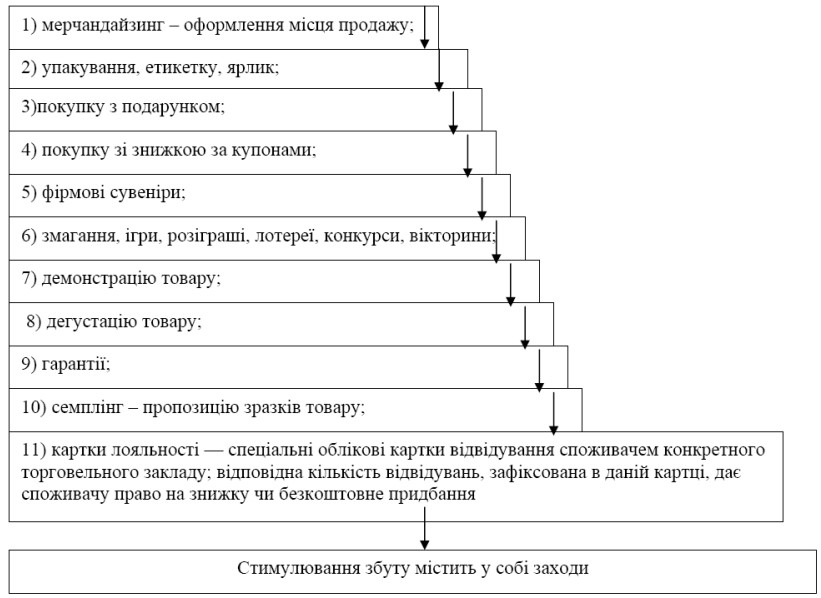 1) мерчандайзинг – оформлення місця продажу;
2) упакування, етикетку, ярлик;
3)покупку з подарунком;
4) покупку зі знижкою за купонами;
5) фірмові сувеніри;
6) змагання, ігри, розіграші, лотереї, конкурси, вікторини;
7) демонстрацію товару;
8) дегустацію товару;
9) гарантії;
10) семплінг – пропозицію зразків товару;
11) картки лояльності — спеціальні облікові картки відвідування споживачем конкретного
торговельного закладу; відповідна кількість відвідувань, зафіксована в даній картці, дає
споживачу право на знижку чи безкоштовне придбання
Стимулювання збуту містить у собі заходи